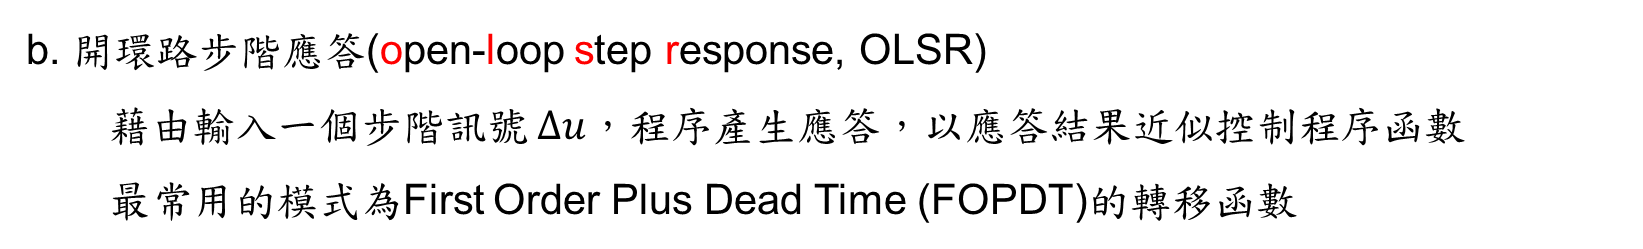 b. 開環路步階應答(open-loop step response, OLSR)
藉由輸入一個步階訊號 Δu，程序產生應答，以應答結果近似控制程序函數
最常用的模式為First Order Plus Dead Time (FOPDT)的轉移函數